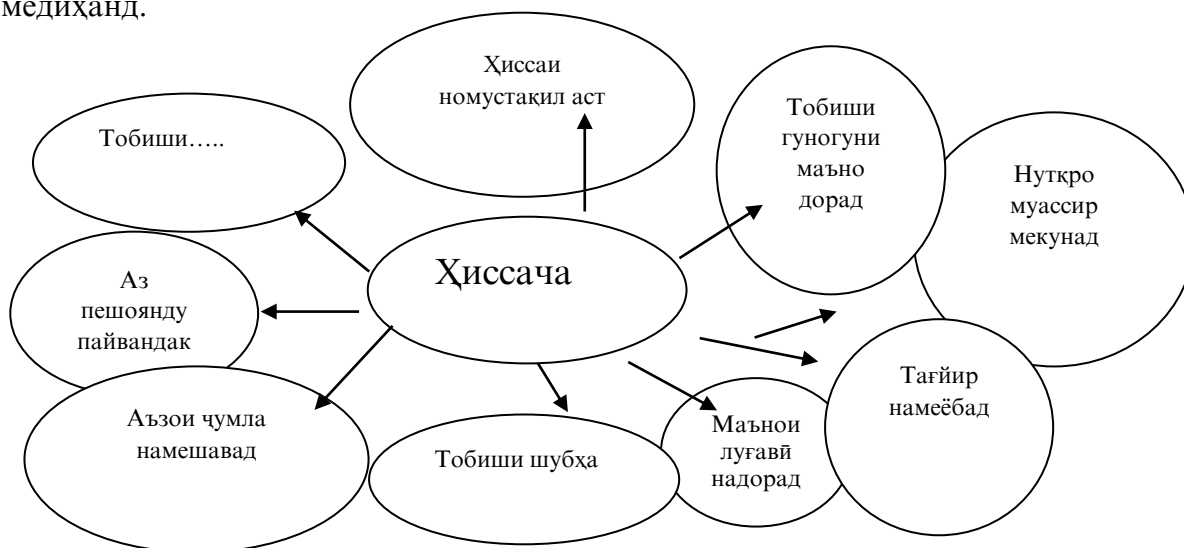 медиҳанд.
Ҳиссаи
номустақил аст
Тобиши…..
Тобиши
гуногуни
маъно
дорад
Нутқро
муассир
мекунад
Ҳиссача
Аз
пешоянду
пайвандак
Аъзои ҷумла
намешавад
Тобиши шубҳа
Маънои
луғавӣ
надорад
Тағйир
намеёбад